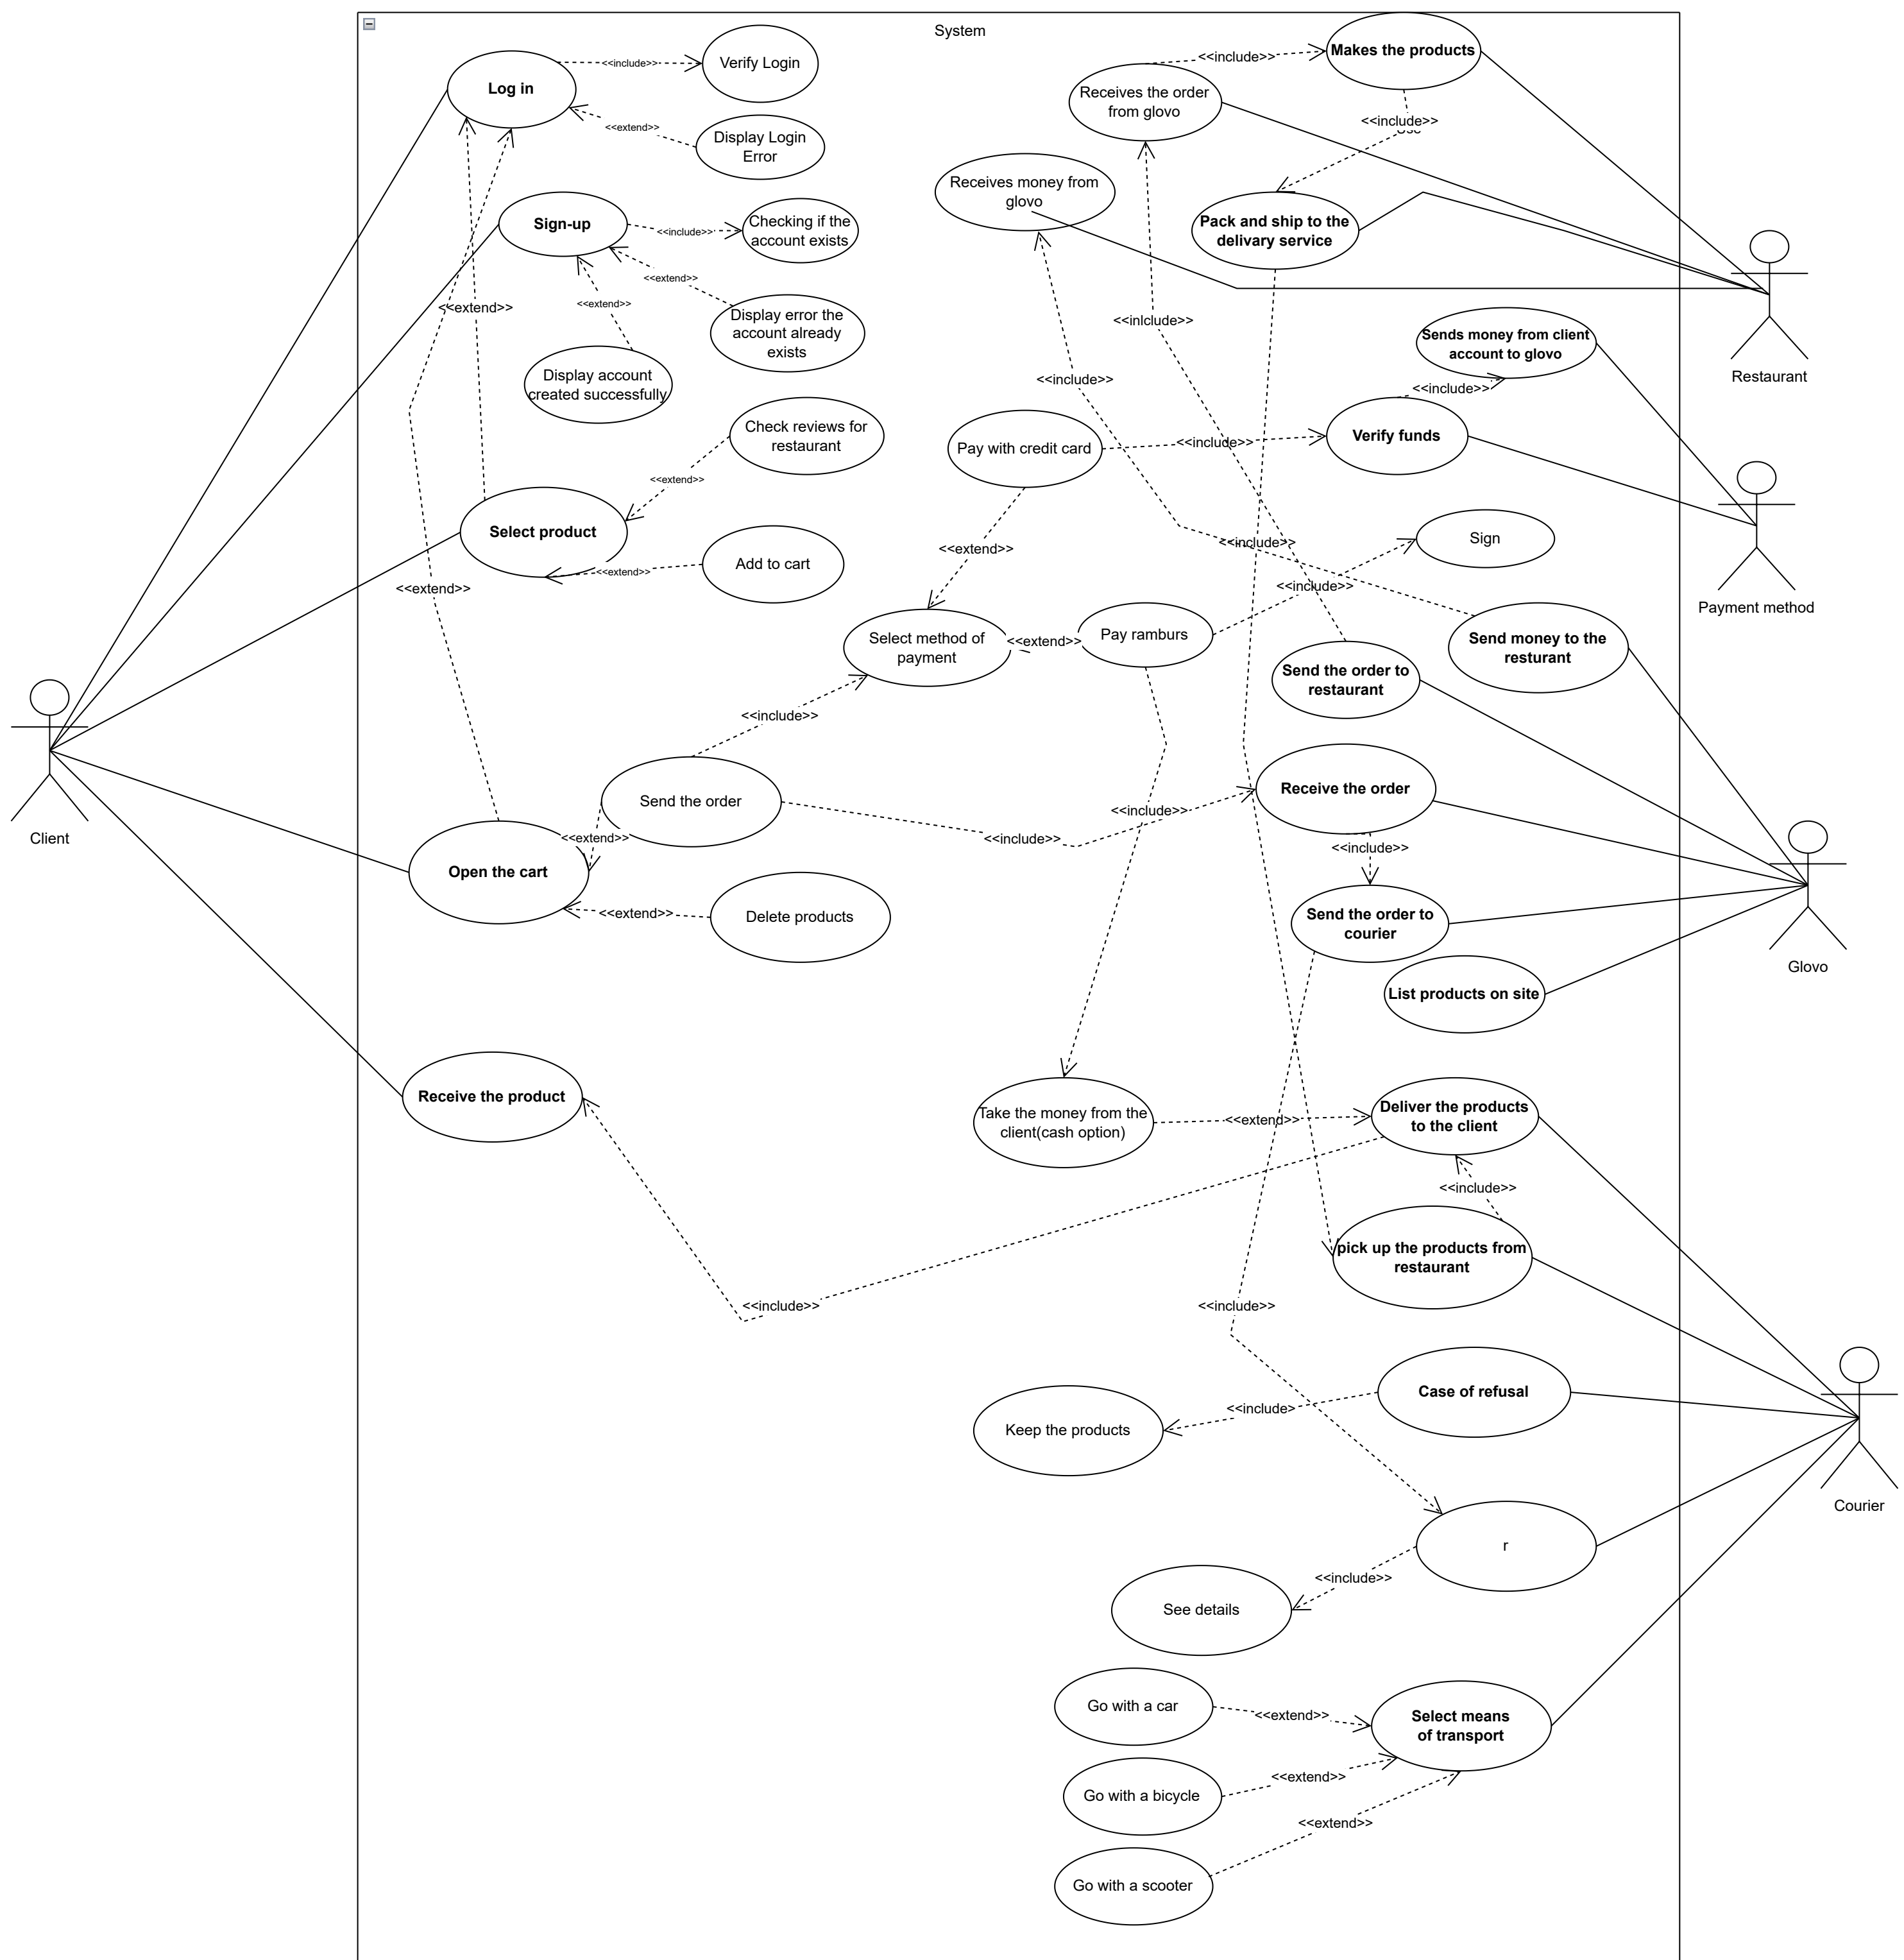 System
Log in
<<include>>
Verify Login
<<extend>>
Display Login
Error
Sign-up
<<include>>
Checking if the
account exists
<<extend>>
Display error the
account already
exists
<<extend>>
Display account
created successfully
<<extend>>
Check reviews for
restaurant
<<extend>>
Select product
<<extend>>
Add to cart
<<extend>>
Client
Send the order
<<include>>
<<extend>>
Open the cart
<<extend>>
Delete products
Receive the product
<<include>>
Makes the products
<<include>>
Receives the order
from glovo
<<include>>
Receives money from
glovo
Pack and ship to the
delivary service
Restaurant
<<inlclude>>
<<include>>
Sends money from client
account to glovo
<<include>>
Pay with credit card
<<include>>
Verify funds
Payment method
<<extend>>
<<include>>
Sign
<<include>>
Select method of
payment
<<extend>>
Pay ramburs
Send money to the
resturant
Send the order to
restaurant
Receive the order
<<include>>
<<include>>
<<include>>
Send the order to
courier
Glovo
List products on site
Take the money from the
client(cash option)
<<extend>>
Deliver the products
to the client
<<include>>
pick up the products from
restaurant
<<include>>
Case of refusal
<<include>
Keep the products
Courier
r
<<include>>
See details
Go with a car
<<extend>>
Select means
of transport
Go with a bicycle
<<extend>>
<<extend>>
Go with a scooter